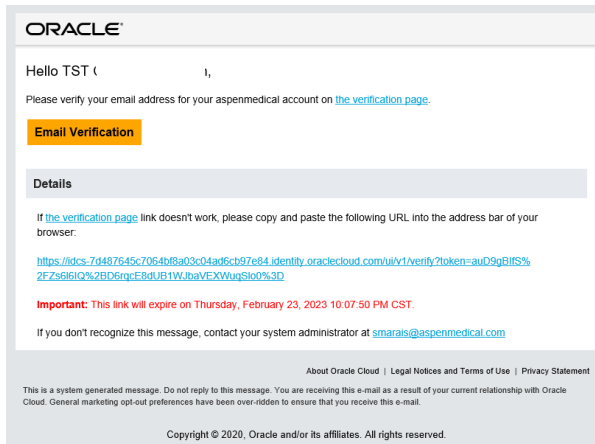 ORACLE
Hello TST
Please verify your email address for your aspenmedical account on the verification page.
Email Verification
Details
If the verification page link doesn't work, please copy and paste the following URL into the address bar of your
browser:
https://idcs-7d487645c7064bf8a03c04ad6cb97e84.identity.oraclecloud.com/ui/v1/verify?token=auD9gBIfS%
2FZs6l6IQ%2BD6rqcE8dUB1WJbaVEXWuqSlo0%3D
Important: This link will expire on Thursday, February 23, 2023 10:07:50 PM CST.
If you don't recognize this message, contact your system administrator at smarais@aspenmedical.com
About Oracle Cloud | Legal Notices and Terms of Use | Privacy Statement
This is a system generated message. Do not reply to this message. You are receiving this e-mail as a result of your current relationship with Oracle
Cloud. General marketing opt-out preferences have been over-ridden to ensure that you receive this e-mail.
Copyright © 2020, Oracle and/or its affiliates. All rights reserved.